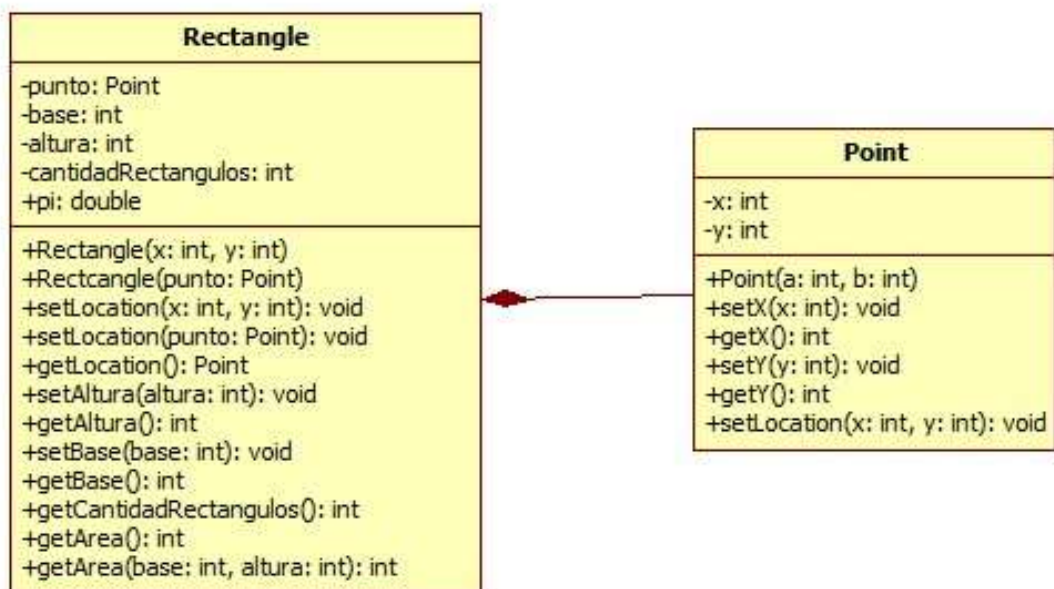 Rectangle
-punto: Point
-base: int
-altura: int
-cantidadRectangulos: int
+pi: double
+Rectangle(x: int, y: int)
+Rectcangle(punto: Point)
+setLocation(x: int, y: int): void
+setLocation(punto: Point): void
+getLocation(): Point
+setAltura(altura: int): void
+getAltura(): int
+setBase(base: int): void
+getBase(): int
+getCantidadRectangulos(): int
+getArea(): int
+getArea(base: int, altura: int): int
Point
-x: int
-y: int
+Point(a: int, b: int)
+setX(x: int): void
+getX(): int
+setY(y: int): void
+getY(): int
+setLocation(x: int, y: int): void